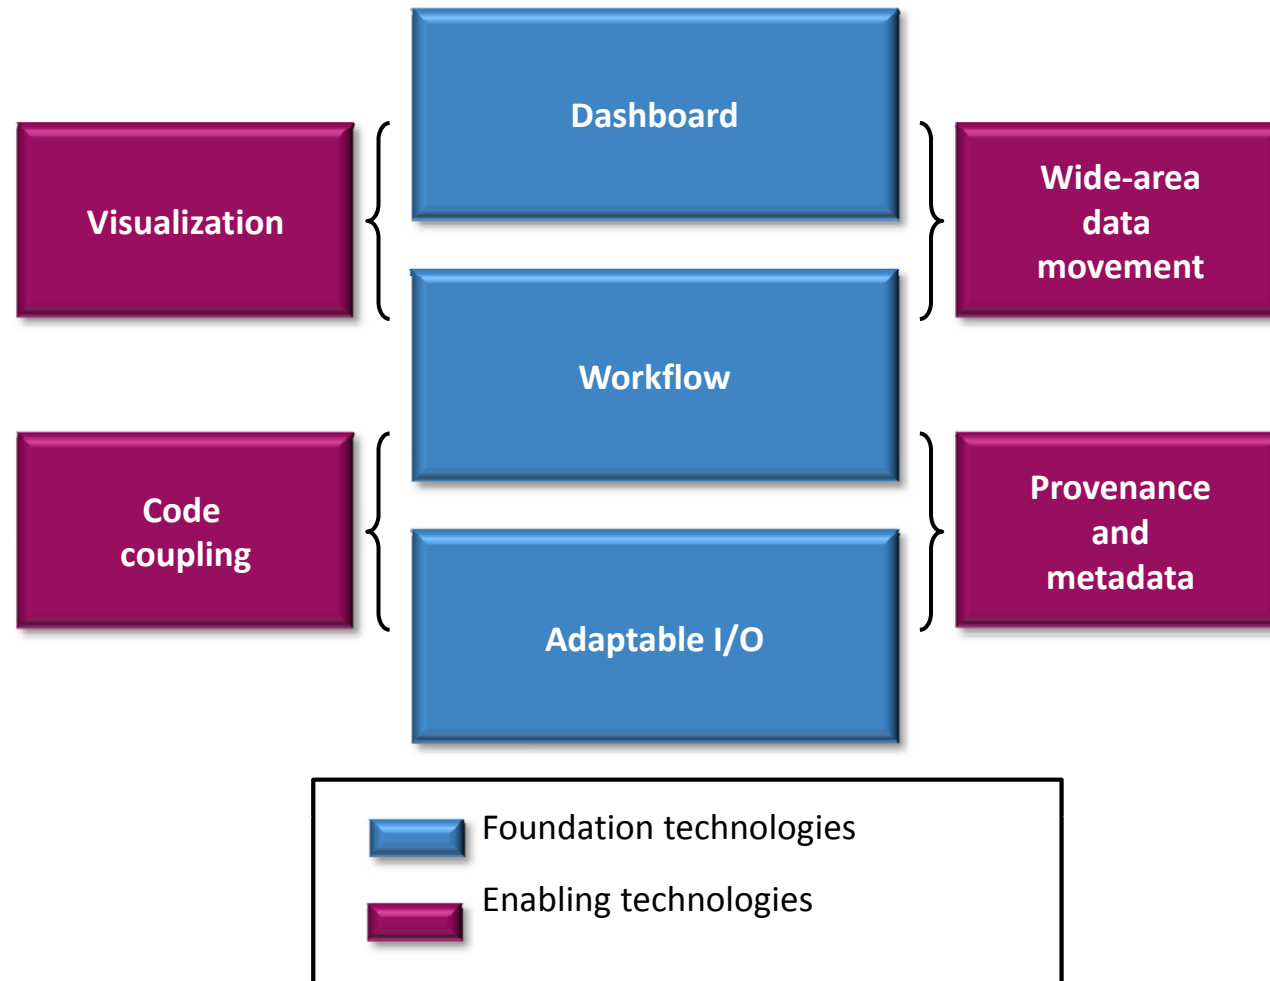 Dashboard
Visualization
Wide-area
data
movement
Workflow
Code
coupling
Provenance
and
metadata
Adaptable I/O
Foundation technologies
Enabling technologies